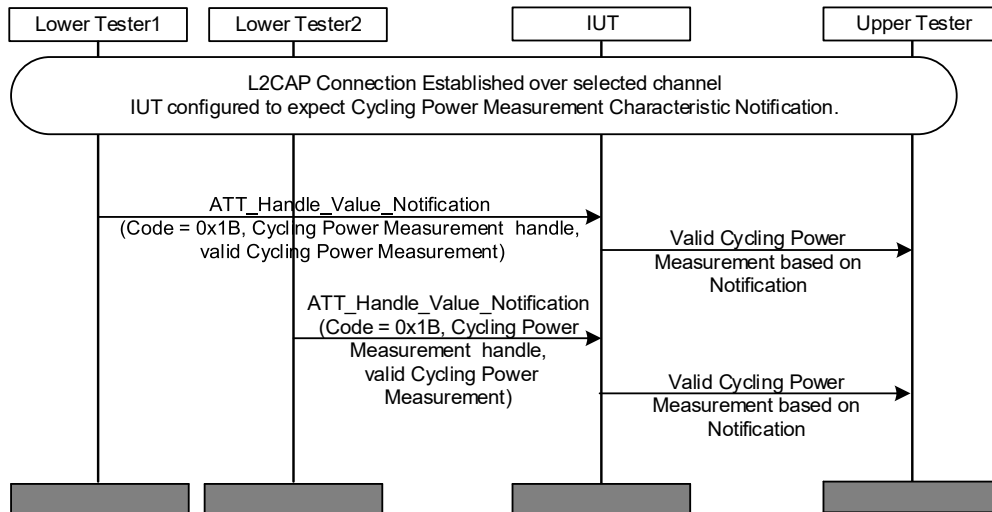 Lower Tester1
Lower Tester2
IUT
Upper Tester
L2CAP Connection Established over selected channel
IUT configured to expect Cycling Power Measurement Characteristic Notification.
ATT_Handle_Value_Notification
(Code = 0x1B, Cycling Power Measurement handle,
valid Cycling Power Measurement)
Valid Cycling Power
Measurement based on
Notification
ATT_Handle_Value_Notification
(Code = 0x1B, Cycling Power
Measurement handle,
valid Cycling Power
Measurement)
Valid Cycling Power
Measurement based on
Notification